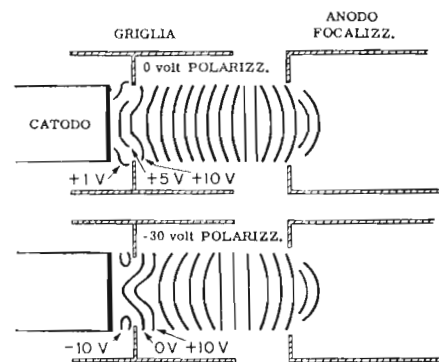 GRIGLIA
ANODO
FOCALIZZ.
0 volt POLARIZZ.
CATODO
+1 V +5 V +10 V
-30 volt POLARIZZ.
-10 V 0V +10 V